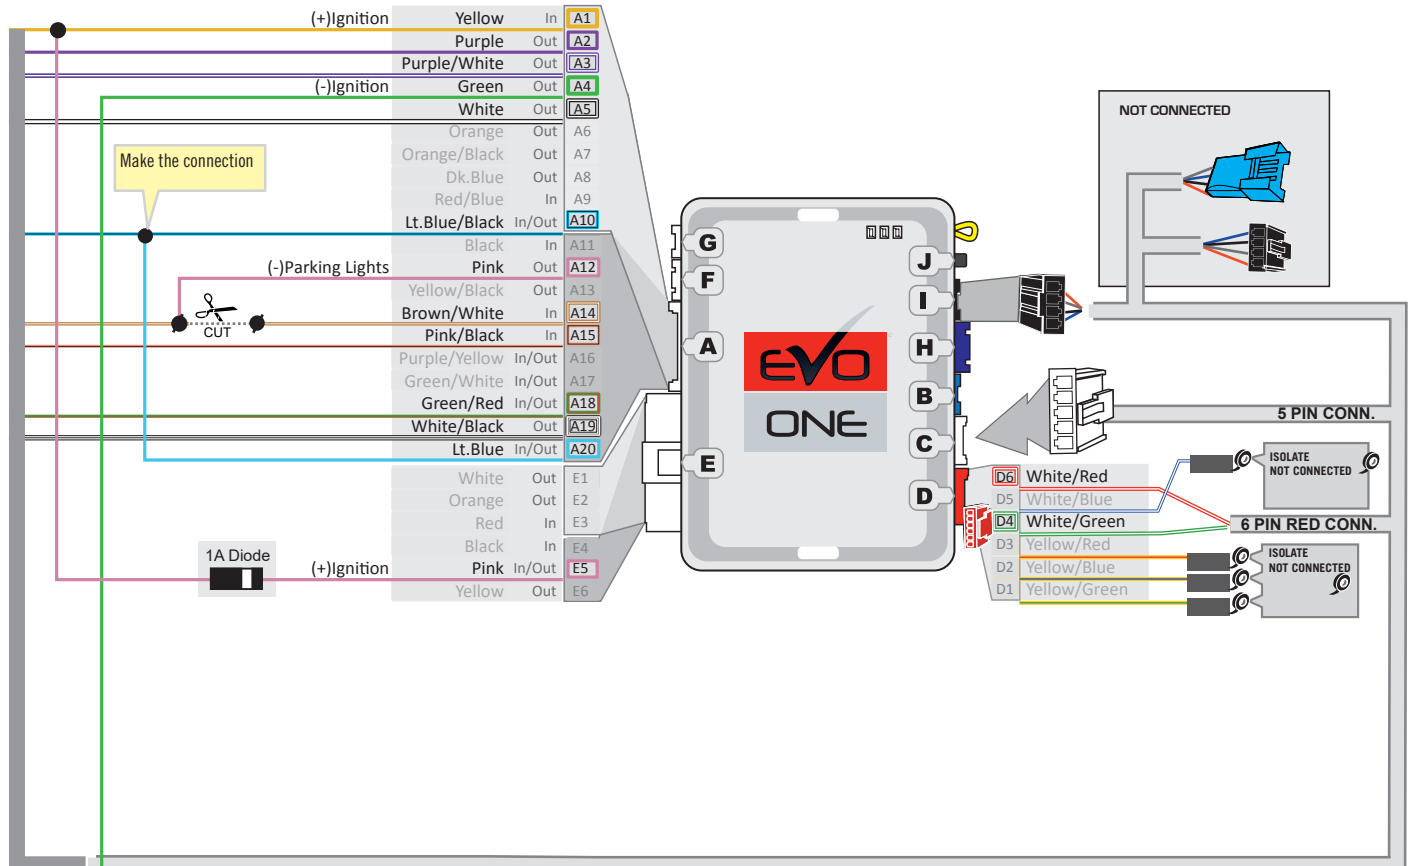 (+)Ignition Yellow In A1
Purple Out A2
Purple/White Out A3
(-)Ignition Green Out A4
White Out A5
Orange Out A6
Orange/Black Out A7
Dk.Blue Out A8
Red/Blue In A9
Lt.Blue/Black In/Out A10
Black In A11
(-)Parking Lights Pink Out A12
Yellow/Black Out A13
Brown/White In A14
Pink/Black In A15
Purple/Yellow In/Out A16
Green/White In/Out A17
Green/Red In/Out A18
White/Black Out A19
Lt.Blue In/Out A20
White Out E1
Orange Out E2
Red In E3
Black In E4
(+)Ignition Pink In/Out E5
Yellow Out E6
Make the connection
CUT
1A Diode
G
F
A
E
J
I
H
B
C
D
EVO
ONE
NOT CONNECTED
5 PIN CONN.
D6 White/Red
D5 White/Blue
D4 White/Green
D3 Yellow/Red
D2 Yellow/Blue
D1 Yellow/Green
ISOLATE
NOT CONNECTED
6 PIN RED CONN.
ISOLATE
NOT CONNECTED